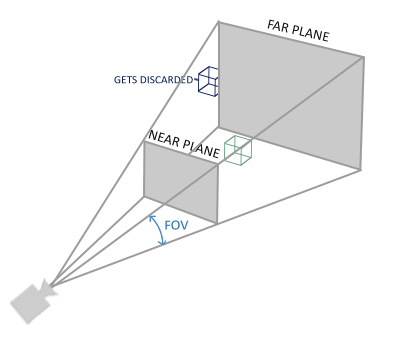 FAR PLANE
GETS DISCARDED
NEAR PLANE
FOV